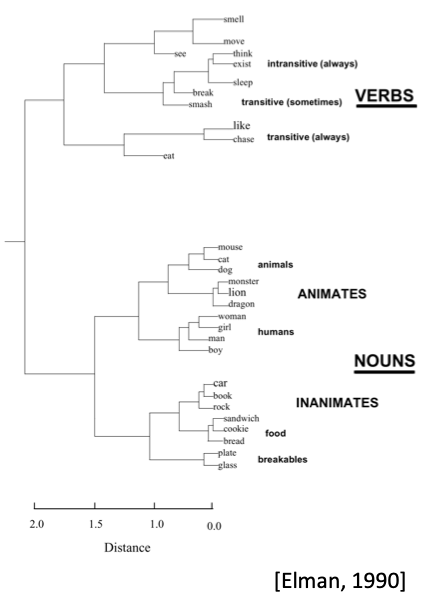 smell
move
see
think
exist
intransitive (always)
sleep
break
smash
transitive (sometimes)
VERBS
like
chase
transitive (always)
eat
mouse
cat
dog
animals
monster
lion
dragon
ANIMATES
woman
girl
man
boy
humans
NOUNS
car
book
rock
INANIMATES
sandwich
cookie
bread
food
plate
glass
breakables
2.0 1.5 1.0 0.0
Distance
[Elman, 1990]